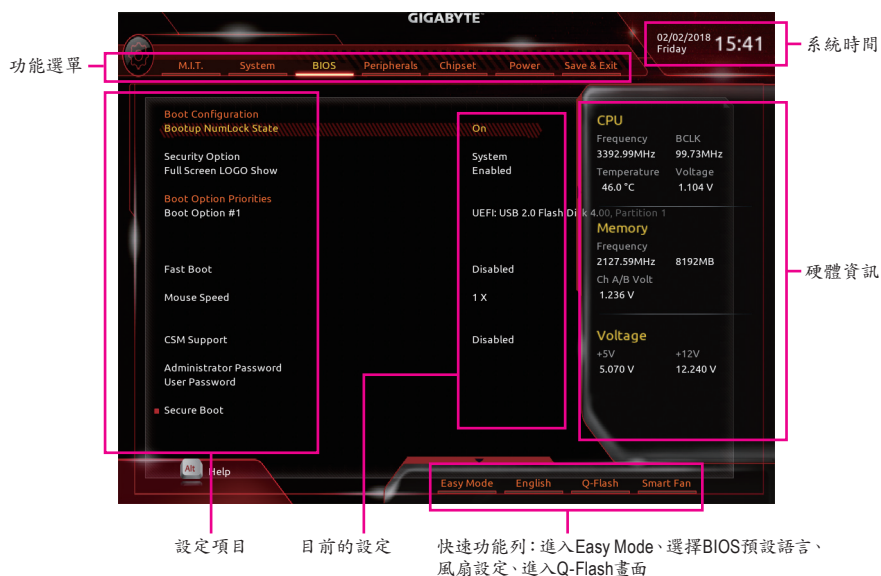 GIGABYTE™
02/02/2018 15:41
Friday
系統時間
功能選單
M.I.T. System BIOS Peripherals Chipset Power Save & Exit
Boot Configuration
Bootup NumLock State On
Security Option System
Full Screen LOGO Show Enabled
Boot Option Priorities
Boot Option #1 UEFI: USB 2.0 Flash Disk 4.00, Partition 1
Fast Boot Disabled
Mouse Speed 1 X
CSM Support Disabled
Administrator Password
User Password
Secure Boot
CPU
Frequency BCLK
3392.99MHz 99.73MHz
Temperature Voltage
46.0 °C 1.104 V
Memory
Frequency
2127.59MHz 8192MB
Ch A/B Volt
1.236 V
Voltage
+5V +12V
5.070 V 12.240 V
硬體資訊
Alt Help
Easy Mode English Q-Flash Smart Fan
設定項目
目前的設定
快速功能列：進入Easy Mode、選擇BIOS預設語言、
風扇設定、進入Q-Flash畫面